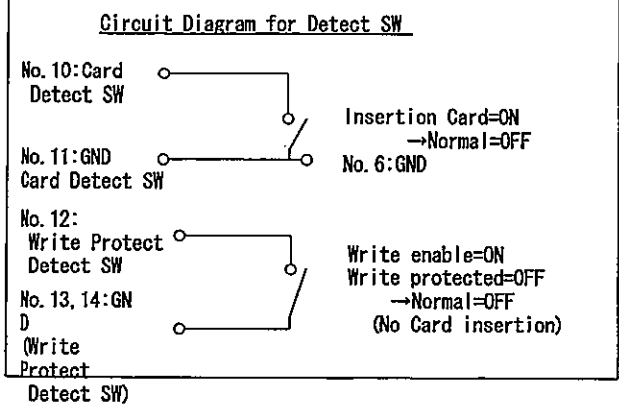 Circuit Diagram for Detect SW
No. 10:Card
Detect SW
Insertion Card=ON
→Normal=OFF
No. 11:GND
Card Detect SW
No. 6:GND
No. 12:
Write Protect
Detect SW
Write enable=ON
Write protected=OFF
→Normal=OFF
(No Card insertion)
No. 13, 14:GN
D
(Write
Protect
Detect SW)